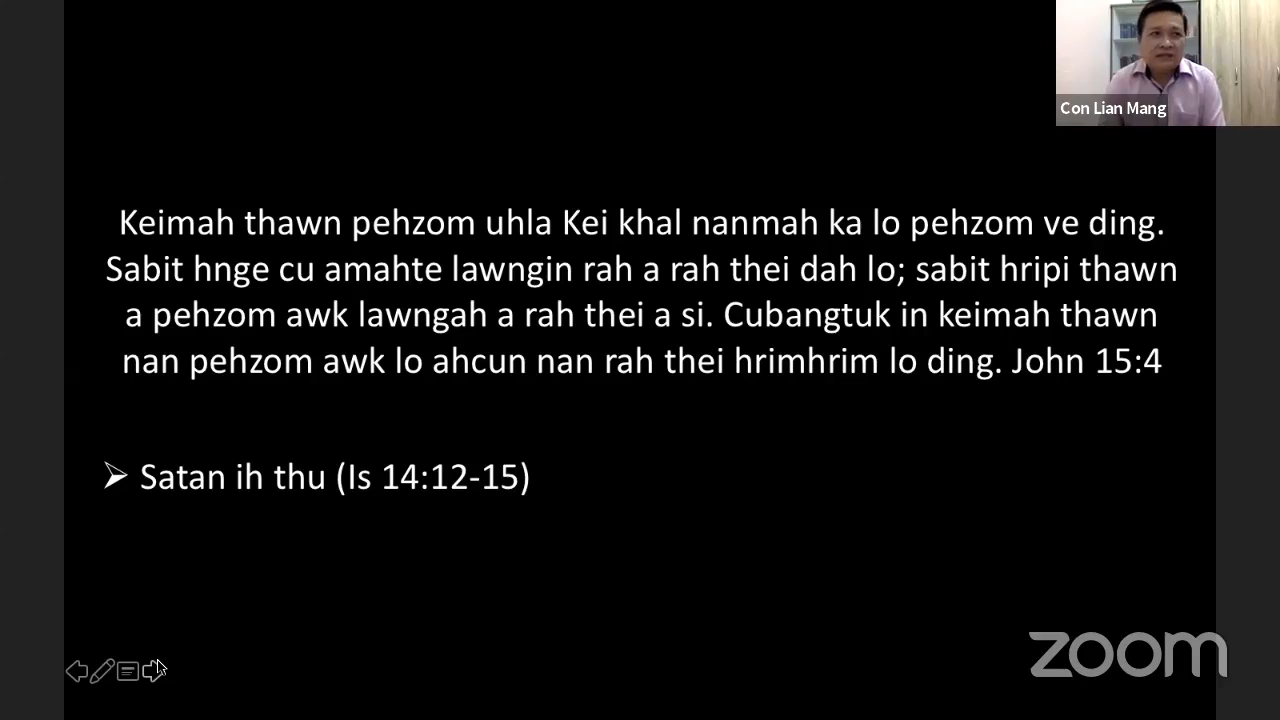 Con Lian Mang
Keimah thawn pehzom uhla Kei khal nanmah ka lo pehzom ve ding.
Sabit hnge cu amahte lawngin rah a rah thei dah lo; sabit hripi thawn
a pehzom awk lawngah a rah thei a si. Cubangtuk in keimah thawn
nan pehzom awk lo ahcun nan rah thei hrimhrim lo ding. John 15:4
➢ Satan ih thu (Is 14:12-15)
zoom